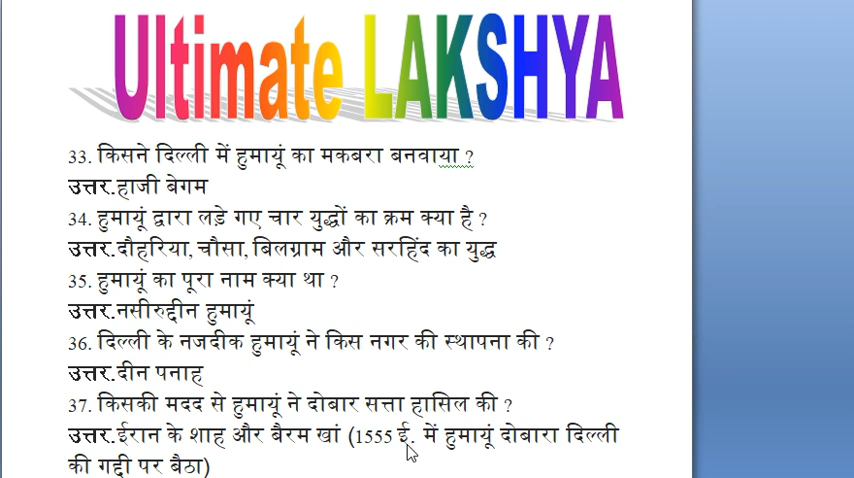 Ultimate LAKSHYA
33. किसने दिल्ली में हुमायूं का मकबरा बनवाया ?
उत्तर.हाजी बेगम
34. हुमायूं द्वारा लड़े गए चार युद्धों का क्रम क्या है ?
उत्तर.दौहरिया, चौसा, बिलग्राम और सरहिंद का युद्ध
35. हुमायूं का पूरा नाम क्या था ?
उत्तर.नसीरुद्दीन हुमायूं
36. दिल्ली के नजदीक हुमायूं ने किस नगर की स्थापना की ?
उत्तर.दीन पनाह
37. किसकी मदद से हुमायूं ने दोबार सत्ता हासिल की ?
उत्तर.ईरान के शाह और बैरम खां (1555 ई. में हुमायूं दोबारा दिल्ली
की गद्दी पर बैठा)